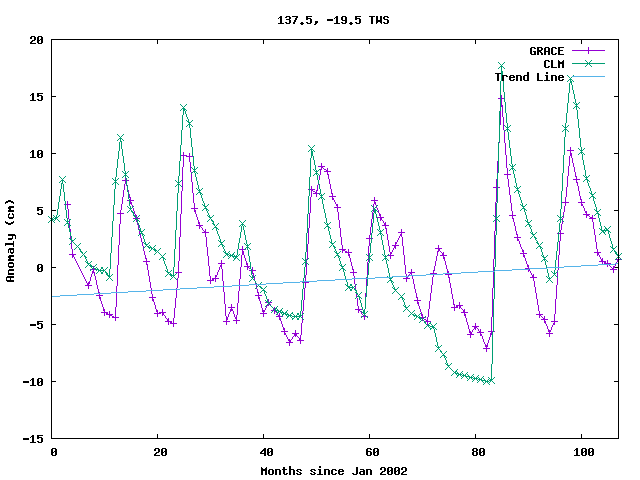 137.5, -19.5 TWS
GRACE
CLM
Trend Line
20
15
10
5
0
-5
-10
-15
Anomaly (cm)
0 20 40 60 80 100
Months since Jan 2002